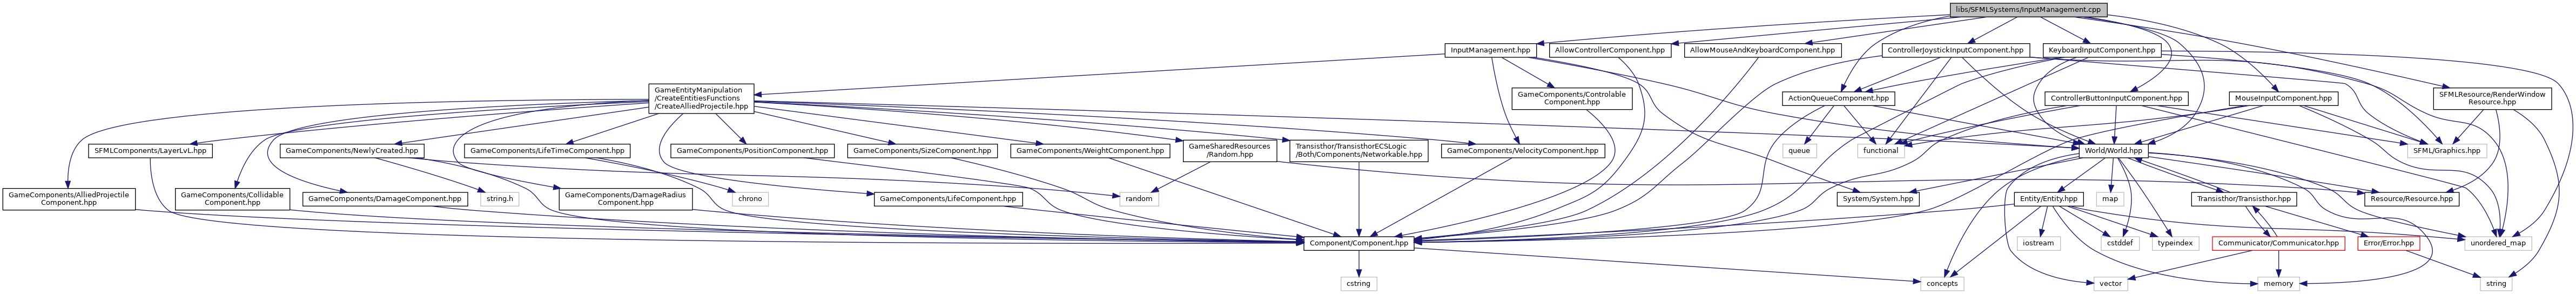 libs/SFMLSystems/InputManagement.cpp
InputManagement.hpp
AllowControllerComponent.hpp
AllowMouseAndKeyboardComponent.hpp
ControllerJoystickInputComponent.hpp
KeyboardInputComponent.hpp
GameEntityManipulation
/CreateEntitiesFunctions
/CreateAlliedProjectile.hpp
GameComponents/Controlable
Component.hpp
ActionQueueComponent.hpp
ControllerButtonInputComponent.hpp
MouseInputComponent.hpp
SFMLResource/RenderWindow
Resource.hpp
SFMLComponents/LayerLvL.hpp
GameComponents/NewlyCreated.hpp
GameComponents/LifeTimeComponent.hpp
GameComponents/PositionComponent.hpp
GameComponents/SizeComponent.hpp
GameComponents/WeightComponent.hpp
GameSharedResources
/Random.hpp
Transisthor/TransisthorECSLogic
/Both/Components/Networkable.hpp
GameComponents/VelocityComponent.hpp
queue
functional
World/World.hpp
SFML/Graphics.hpp
GameComponents/AlliedProjectile
Component.hpp
GameComponents/Collidable
Component.hpp
GameComponents/DamageComponent.hpp
string.h
GameComponents/DamageRadius
Component.hpp
chrono
GameComponents/LifeComponent.hpp
random
System/System.hpp
Entity/Entity.hpp
map
Transisthor/Transisthor.hpp
Resource/Resource.hpp
Component/Component.hpp
iostream
cstddef
typeindex
Communicator/Communicator.hpp
Error/Error.hpp
unordered_map
cstring
concepts
vector
memory
string